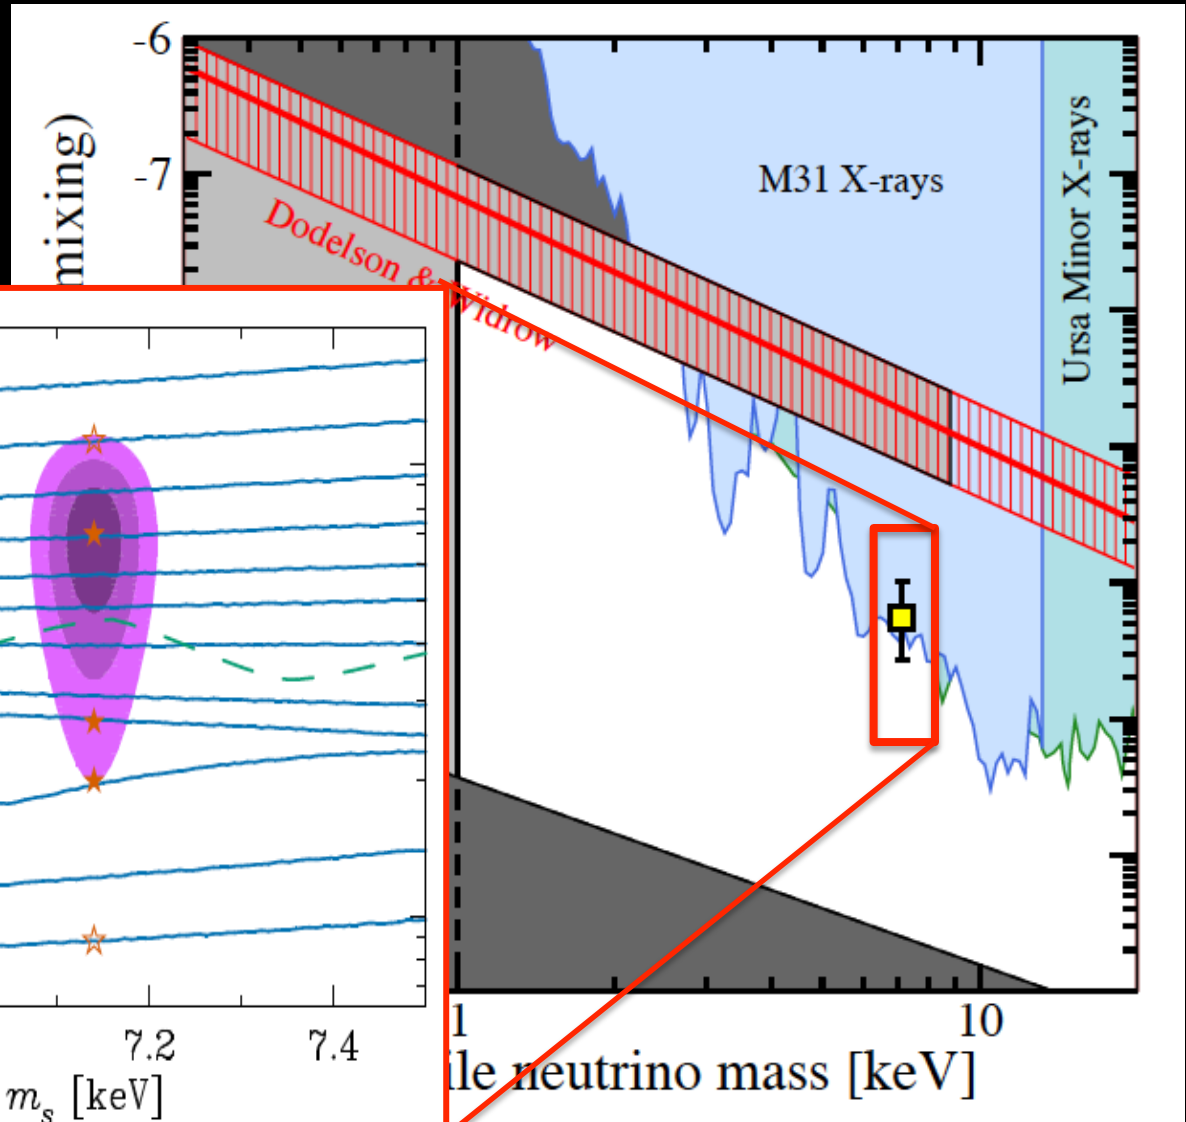 -6
-7
mixing)
M31 X-rays
Ursa Minor X-rays
Dodelson & Widrow
7.2
7.4
m_s [keV]
1
10
ile neutrino mass [keV]